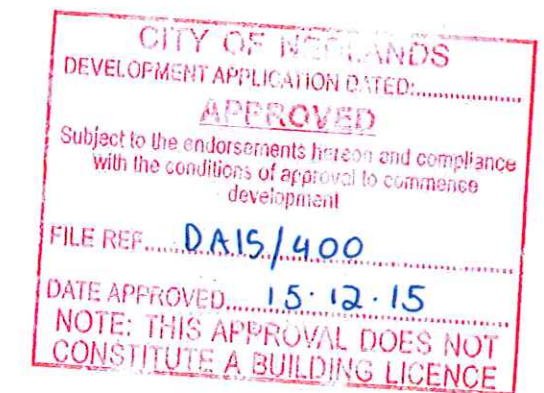 CITY OF NEDLANDS
DEVELOPMENT APPLICATION DATED:..............
APPROVED
Subject to the endorsements hereon and compliance
with the conditions of approval to commence
development
FILE REF...... DA15/400 ......................
DATE APPROVED...... 15.12.15 ..............
NOTE: THIS APPROVAL DOES NOT
CONSTITUTE A BUILDING LICENCE